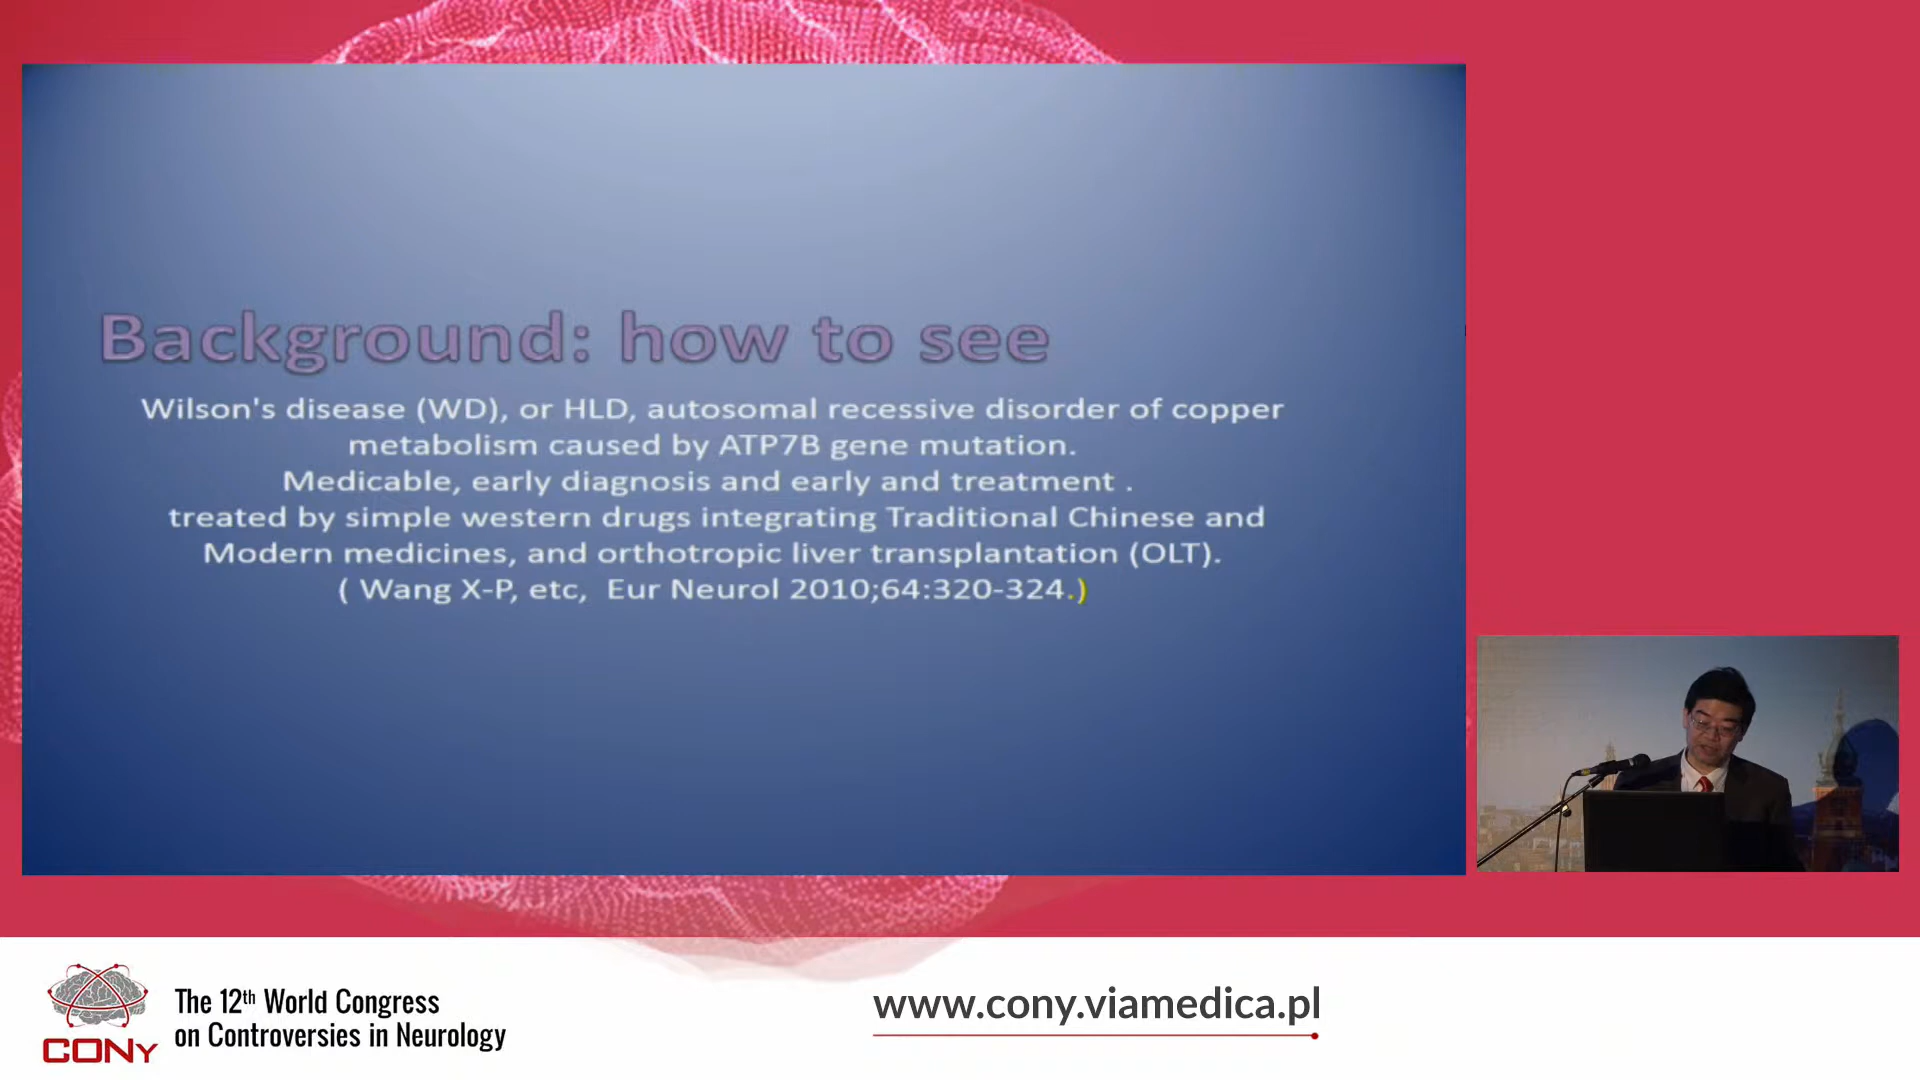 Background: how to see
Wilson's disease (WD), or HLD, autosomal recessive disorder of copper
metabolism caused by ATP7B gene mutation.
Medicable, early diagnosis and early and treatment .
treated by simple western drugs integrating Traditional Chinese and
Modern medicines, and orthotropic liver transplantation (OLT).
( Wang X-P, etc, Eur Neurol 2010;64:320-324.)
The 12th World Congress
on Controversies in Neurology
CONy
www.cony.viamedica.pl